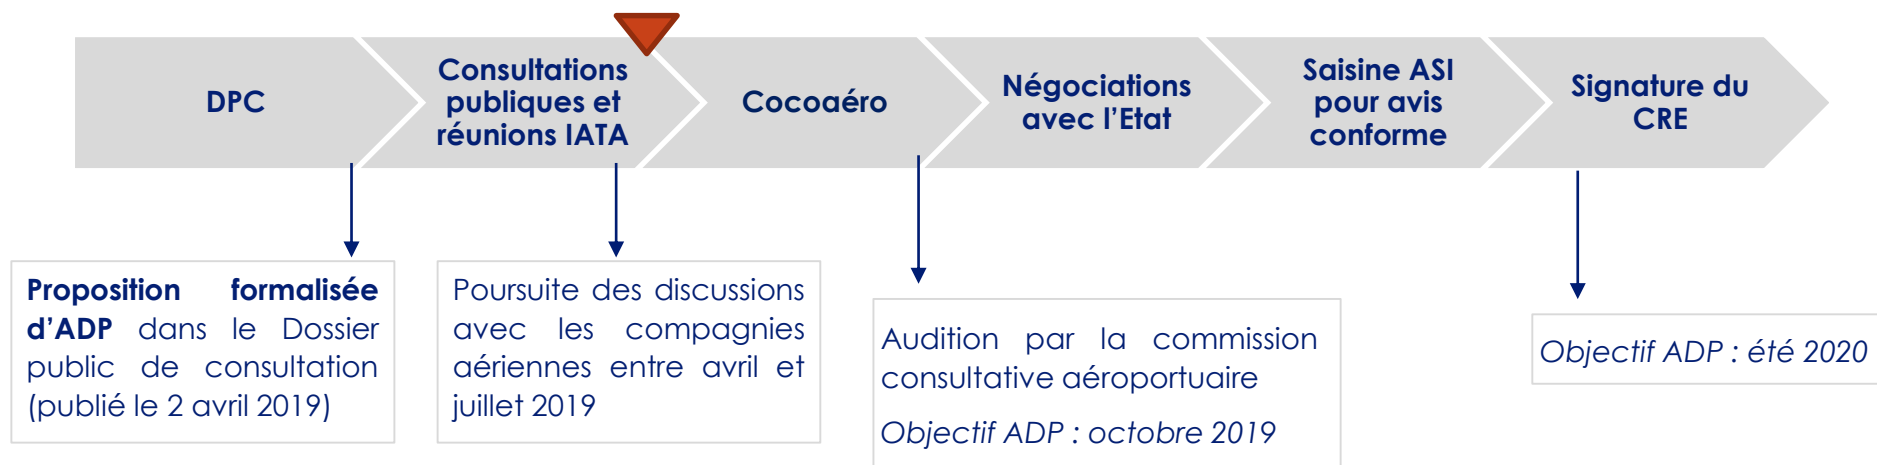 DPC
Consultations
publiques et
réunions IATA
Cocoaéro
Négociations
avec l’Etat
Saisine ASI
pour avis
conforme
Signature du
CRE
Proposition formalisée
d’ADP dans le Dossier
public de consultation
(publié le 2 avril 2019)
Poursuite des discussions
avec les compagnies
aériennes entre avril et
juillet 2019
Audition par la commission
consultative aéroportuaire
Objectif ADP : octobre 2019
Objectif ADP : été 2020